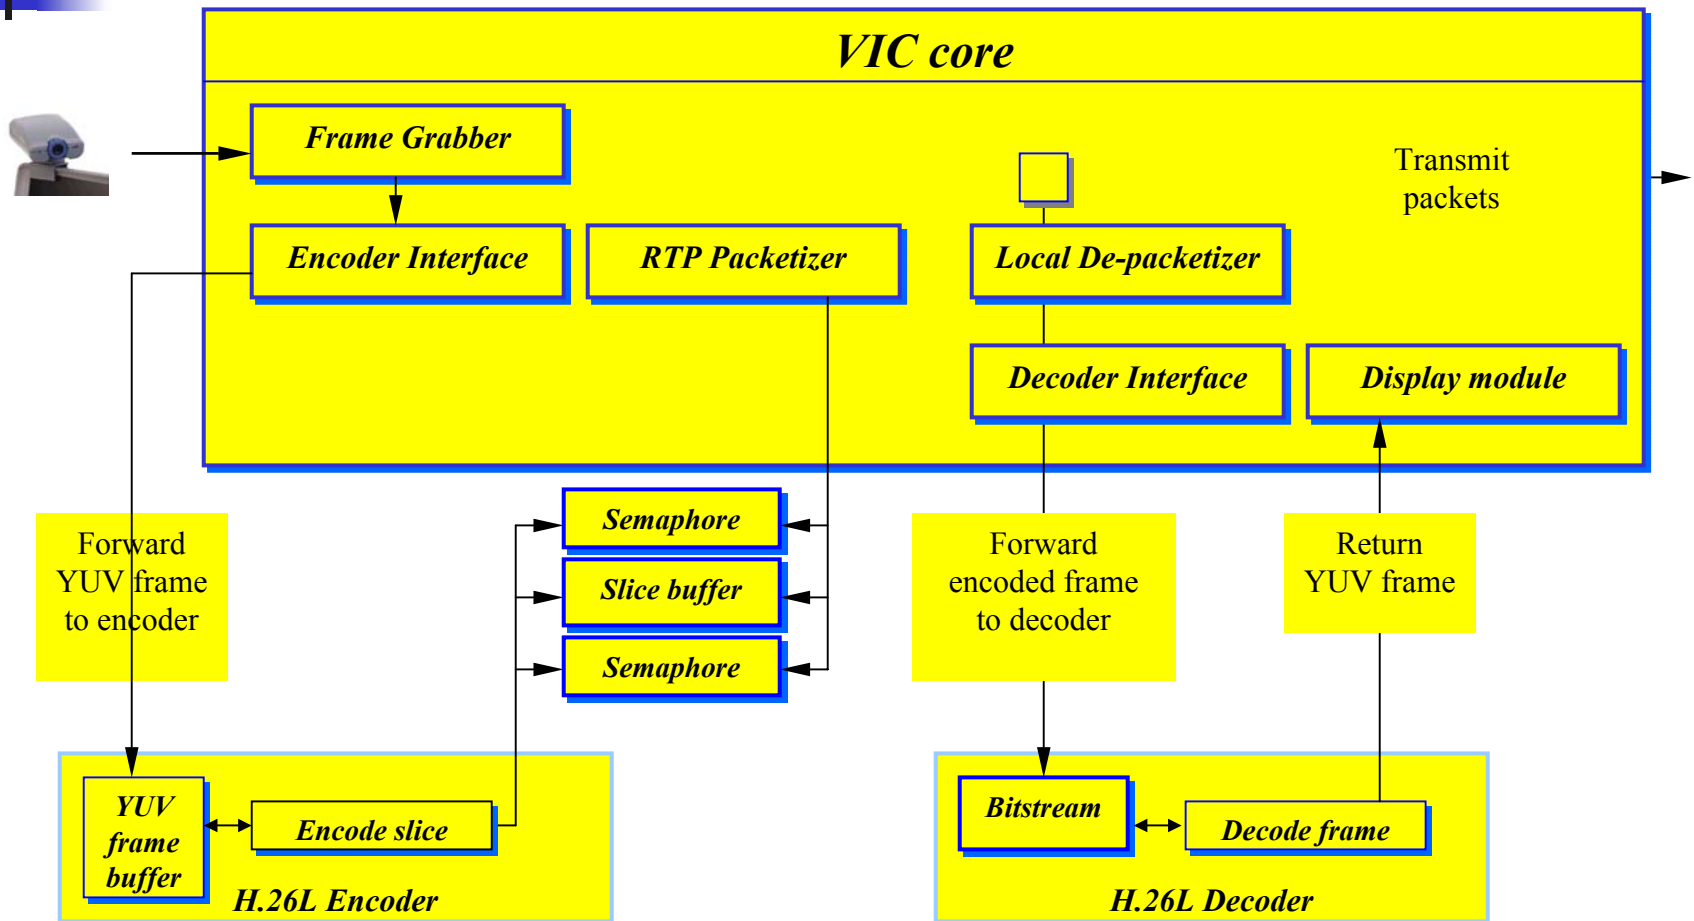 VIC core
Frame Grabber
Transmit
packets
Encoder Interface
RTP Packetizer
Local De-packetizer
Decoder Interface
Display module
Forward
YUV frame
to encoder
Semaphore
Slice buffer
Semaphore
Forward
encoded frame
to decoder
Return
YUV frame
YUV
frame
buffer
Encode slice
H.26L Encoder
Bitstream
Decode frame
H.26L Decoder